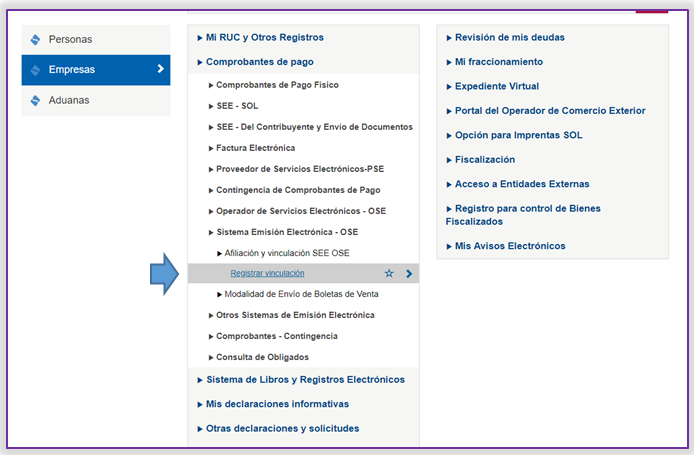 Personas
Empresas
Aduanas
Mi RUC y Otros Registros
Comprobantes de pago
Comprobantes de Pago Físico
SEE - SOL
SEE - Del Contribuyente y Envío de Documentos
Factura Electrónica
Proveedor de Servicios Electrónicos-PSE
Contingencia de Comprobantes de Pago
Operador de Servicios Electrónicos - OSE
Sistema Emisión Electrónica - OSE
Afiliación y vinculación SEE OSE
Registrar vinculación
Modalidad de Envío de Boletas de Venta
Otros Sistemas de Emisión Electrónica
Comprobantes - Contingencia
Consulta de Obligados
Sistema de Libros y Registros Electrónicos
Mis declaraciones informativas
Otras declaraciones y solicitudes
Revisión de mis deudas
Mi fraccionamiento
Expediente Virtual
Portal del Operador de Comercio Exterior
Opción para Imprentas SOL
Fiscalización
Acceso a Entidades Externas
Registro para control de Bienes
Fiscalizados
Mis Avisos Electrónicos